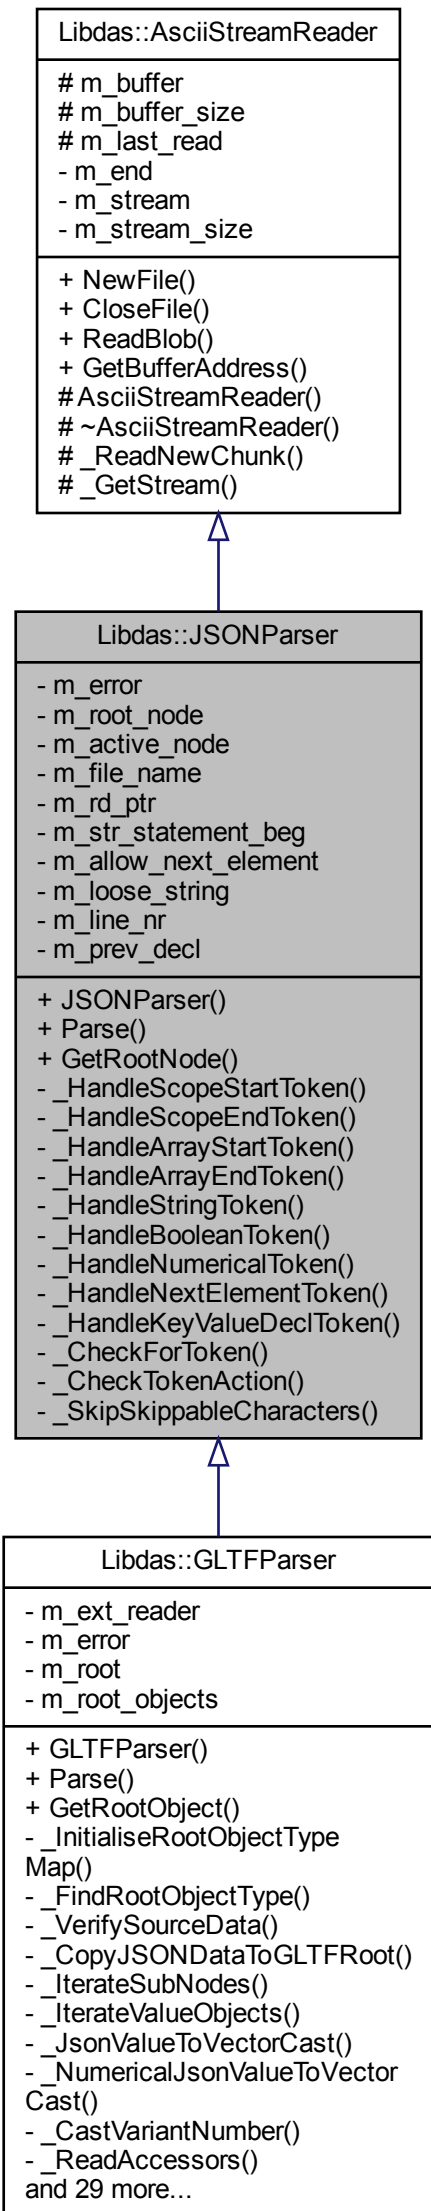 Libdas::AsciiStreamReader
# m_buffer
# m_buffer_size
# m_last_read
- m_end
- m_stream
- m_stream_size
+ NewFile()
+ CloseFile()
+ ReadBlob()
+ GetBufferAddress()
# AsciiStreamReader()
# ~AsciiStreamReader()
# _ReadNewChunk()
# _GetStream()
Libdas::JSONParser
- m_error
- m_root_node
- m_active_node
- m_file_name
- m_rd_ptr
- m_str_statement_beg
- m_allow_next_element
- m_loose_string
- m_line_nr
- m_prev_decl
+ JSONParser()
+ Parse()
+ GetRootNode()
- _HandleScopeStartToken()
- _HandleScopeEndToken()
- _HandleArrayStartToken()
- _HandleArrayEndToken()
- _HandleStringToken()
- _HandleBooleanToken()
- _HandleNumericalToken()
- _HandleNextElementToken()
- _HandleKeyValueDeclToken()
- _CheckForToken()
- _CheckTokenAction()
- _SkipSkippableCharacters()
Libdas::GLTFParser
- m_ext_reader
- m_error
- m_root
- m_root_objects
+ GLTFParser()
+ Parse()
+ GetRootObject()
- _InitialiseRootObjectType
Map()
- _FindRootObjectType()
- _VerifySourceData()
- _CopyJSONDataToGLTFRoot()
- _IterateSubNodes()
- _IterateValueObjects()
- _JsonValueToVectorCast()
- _NumericalJsonValueToVector
Cast()
- _CastVariantNumber()
- _ReadAccessors()
and 29 more...